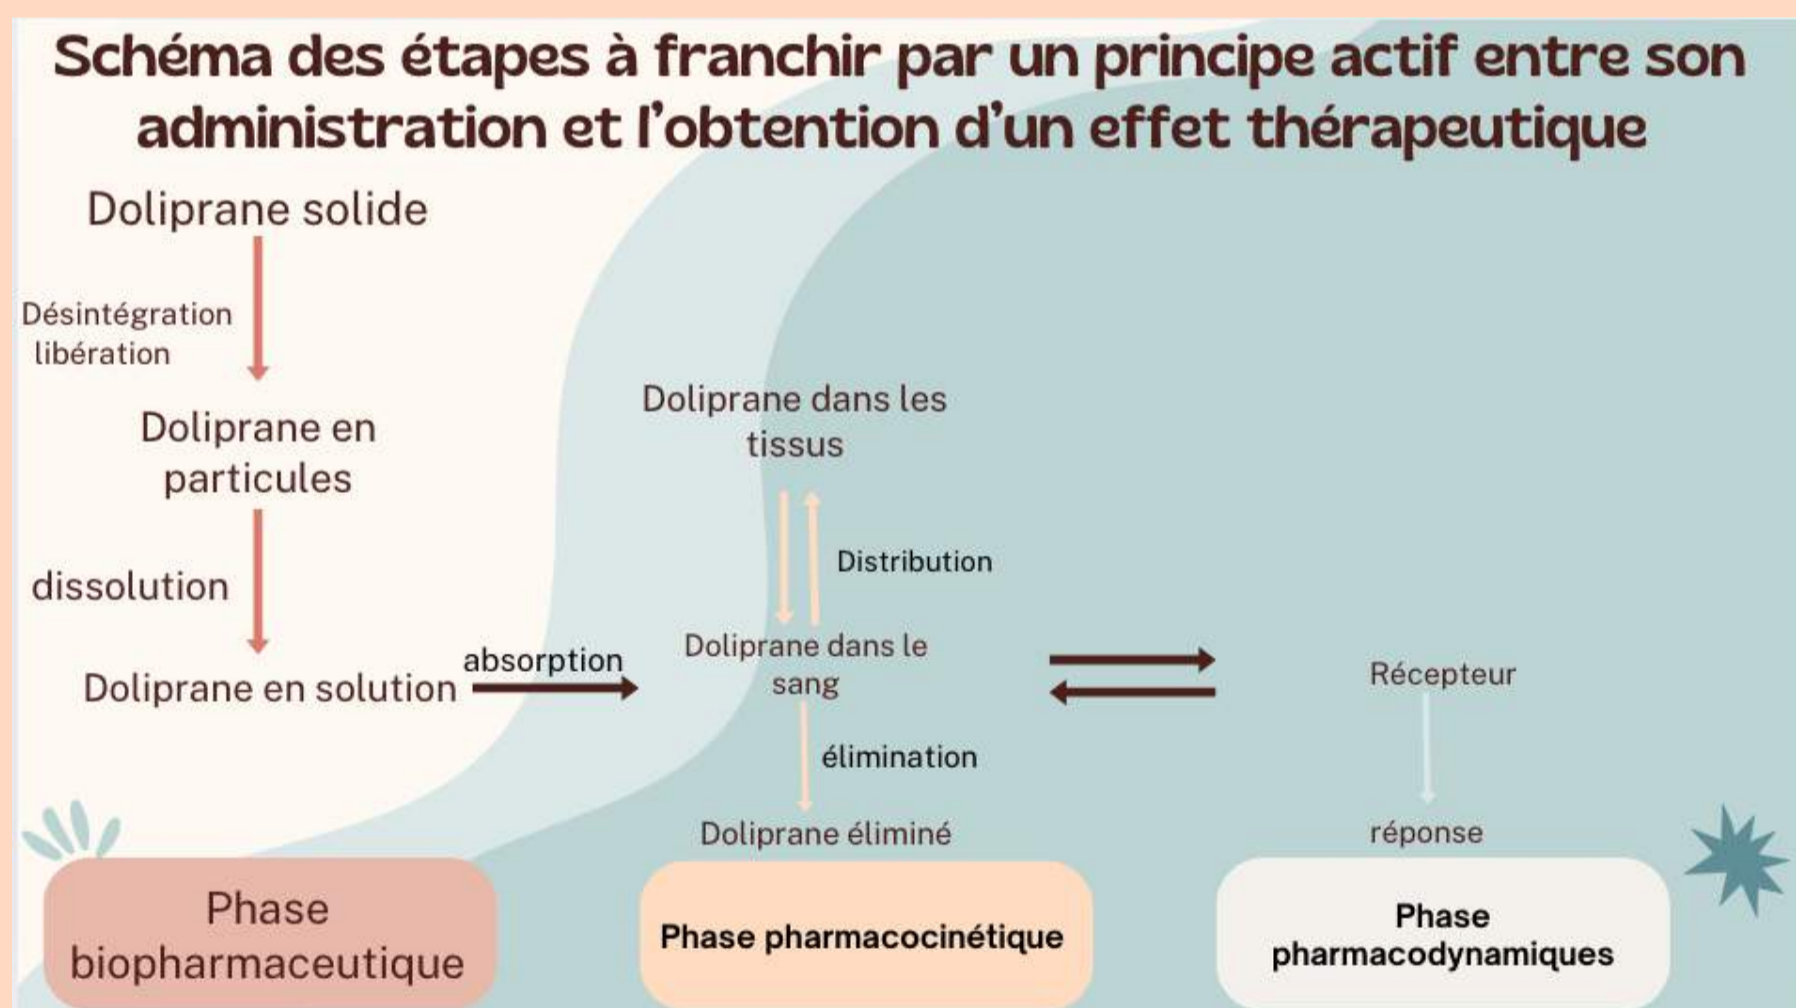 Schéma des étapes à franchir par un principe actif entre son
administration et l'obtention d'un effet thérapeutique
Doliprane solide
Désintégration
libération
Doliprane en
particules
dissolution
Doliprane en solution
absorption
Doliprane dans les
tissus
Distribution
Doliprane dans le
sang
élimination
Doliprane éliminé
Récepteur
réponse
Phase
biopharmaceutique
Phase pharmacocinétique
Phase
pharmacodynamiques